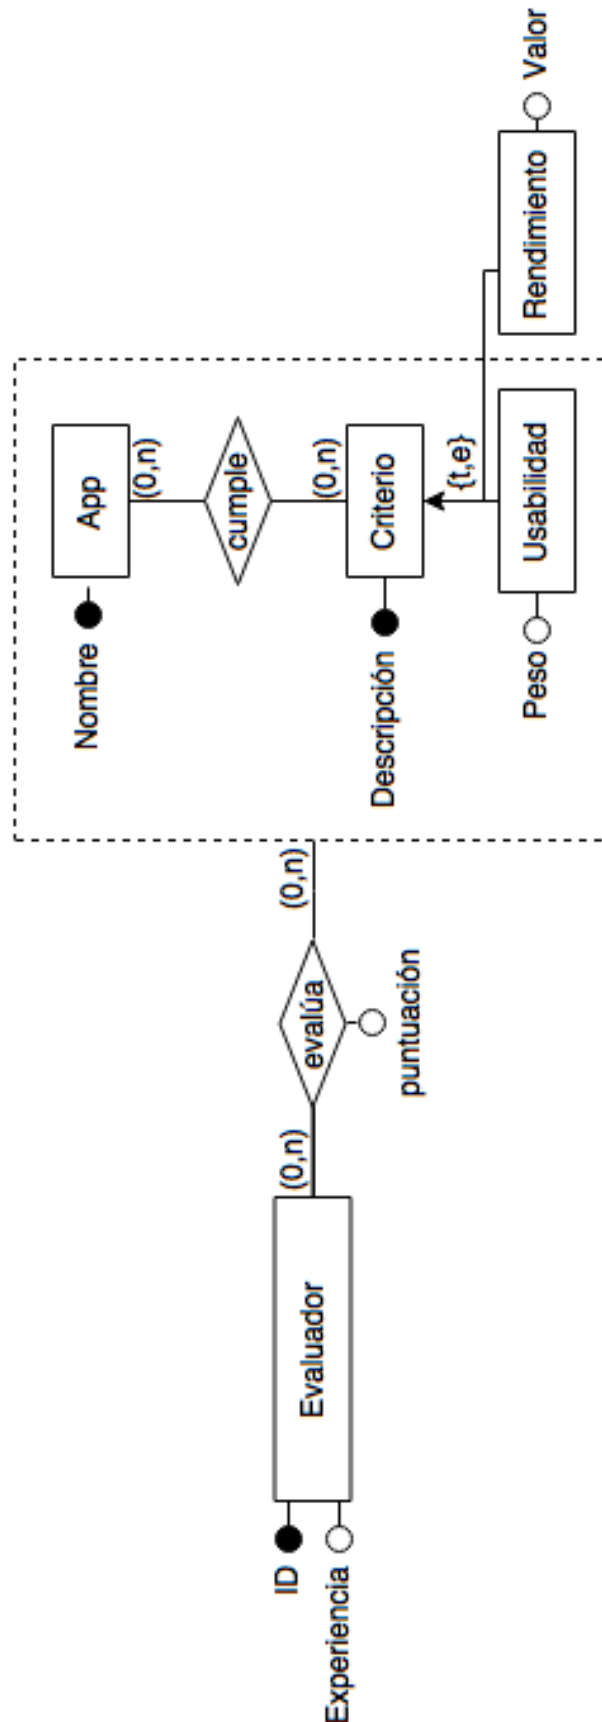 ID
Experiencia
Evaluador
(0,n)
evalúa
puntuación
(0,n)
Nombre
App
(0,n)
cumple
(0,n)
Descripción
Criterio
{t,e}
Peso
Usabilidad
Rendimiento
Valor